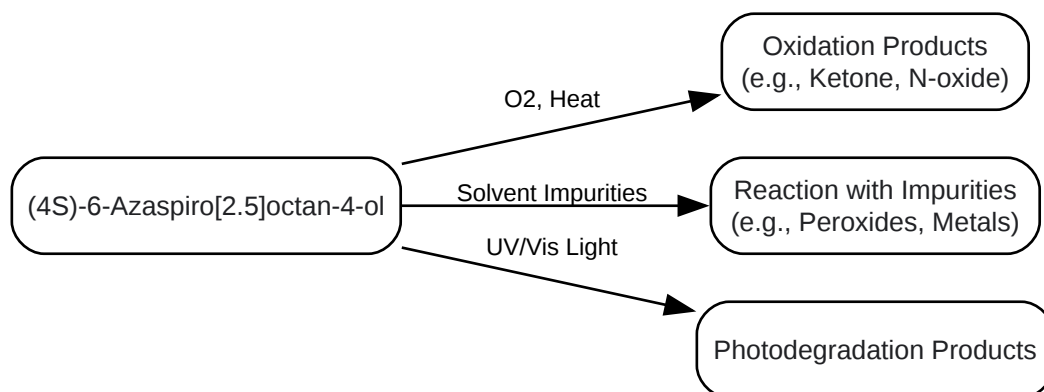 Oxidation Products
(e.g., Ketone, N-oxide)
O2, Heat
(4S)-6-Azaspiro[2.5]octan-4-ol
Solvent Impurities
Reaction with Impurities
(e.g., Peroxides, Metals)
UV/Vis Light
Photodegradation Products